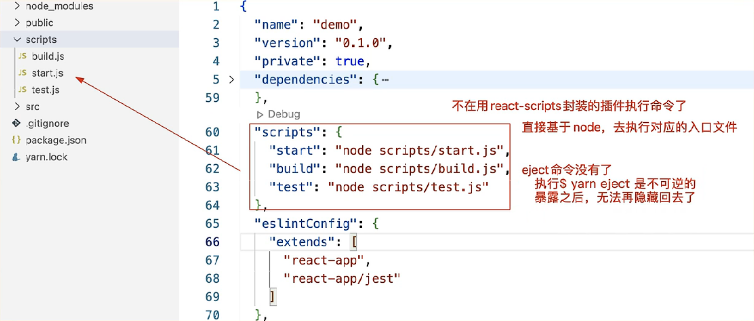 node_modules
public
scripts
build.js
start.js
test.js
src
.gitignore
package.json
yarn.lock
1 {
2 "name": "demo",
3 "version": "0.1.0",
4 "private": true,
5 "dependencies": {…
59 },
Debug
60 "scripts": {
61 "start": "node scripts/start.js",
62 "build": "node scripts/build.js",
63 "test": "node scripts/test.js"
64 },
65 "eslintConfig": {
66 "extends": [
67 "react-app",
68 "react-app/jest"
69 ]
70 },
不在用react-scripts封装的插件执行命令了
直接基于node，去执行对应的入口文件
eject命令没有了
执行$ yarn eject 是不可逆的
暴露之后，无法再隐藏回去了